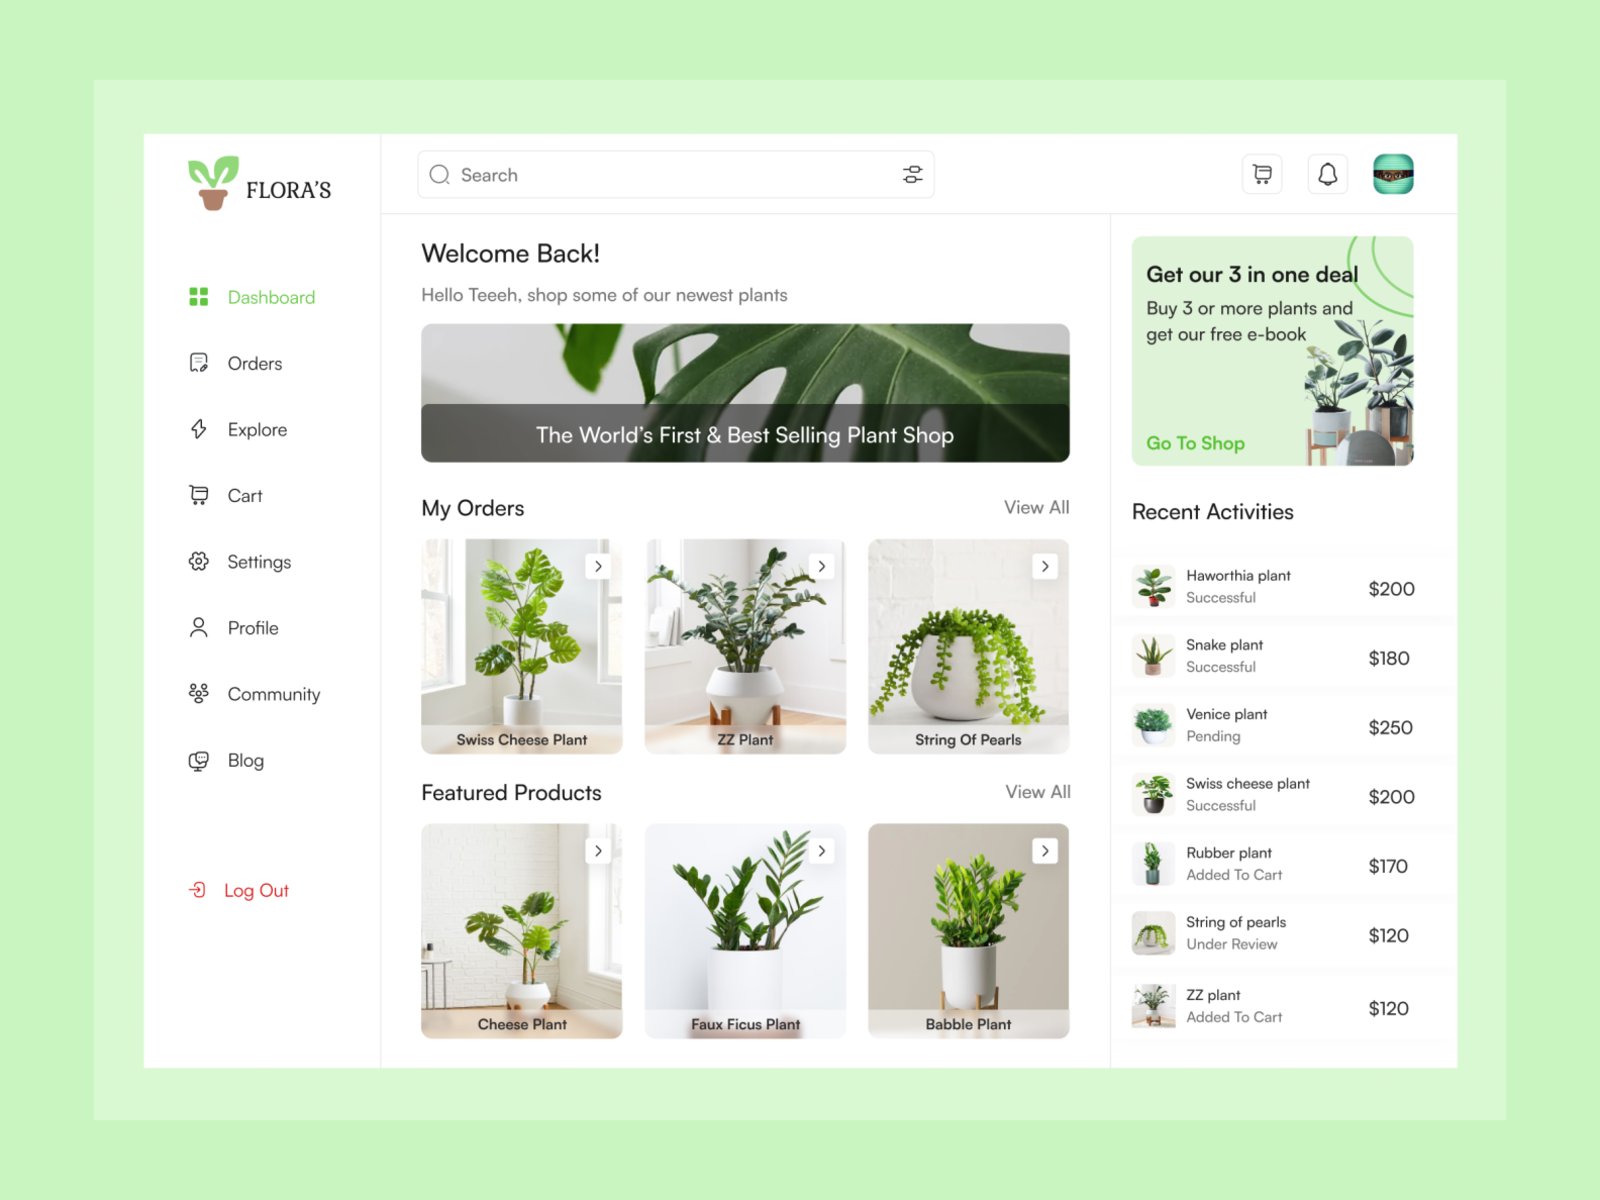 FLORA'S
Dashboard
Orders
Explore
Cart
Settings
Profile
Community
Blog
Log Out
Search
Welcome Back!
Hello Teeeh, shop some of our newest plants
The World's First & Best Selling Plant Shop
My Orders
View All
Swiss Cheese Plant
ZZ Plant
String Of Pearls
Featured Products
View All
Cheese Plant
Faux Ficus Plant
Babble Plant
Get our 3 in one deal
Buy 3 or more plants and
get our free e-book
Go To Shop
Recent Activities
Haworthia plant
Successful
$200
Snake plant
Successful
$180
Venice plant
Pending
$250
Swiss cheese plant
Successful
$200
Rubber plant
Added To Cart
$170
String of pearls
Under Review
$120
ZZ plant
Added To Cart
$120